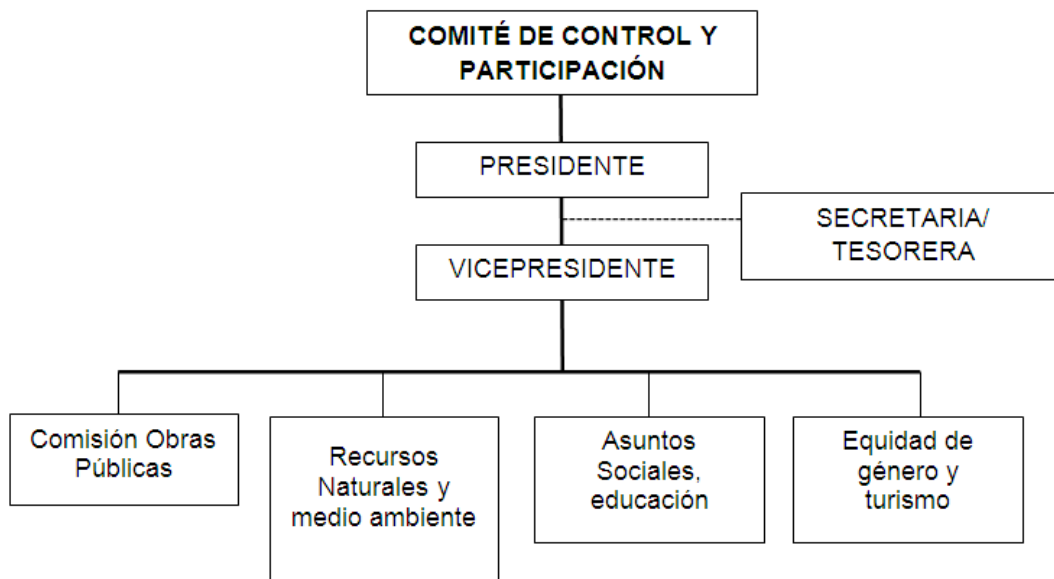 COMITÉ DE CONTROL Y
PARTICIPACIÓN
PRESIDENTE
SECRETARIA/
TESORERA
VICEPRESIDENTE
Comisión Obras
Públicas
Recursos
Naturales y
medio ambiente
Asuntos
Sociales,
educación
Equidad de
género y
turismo